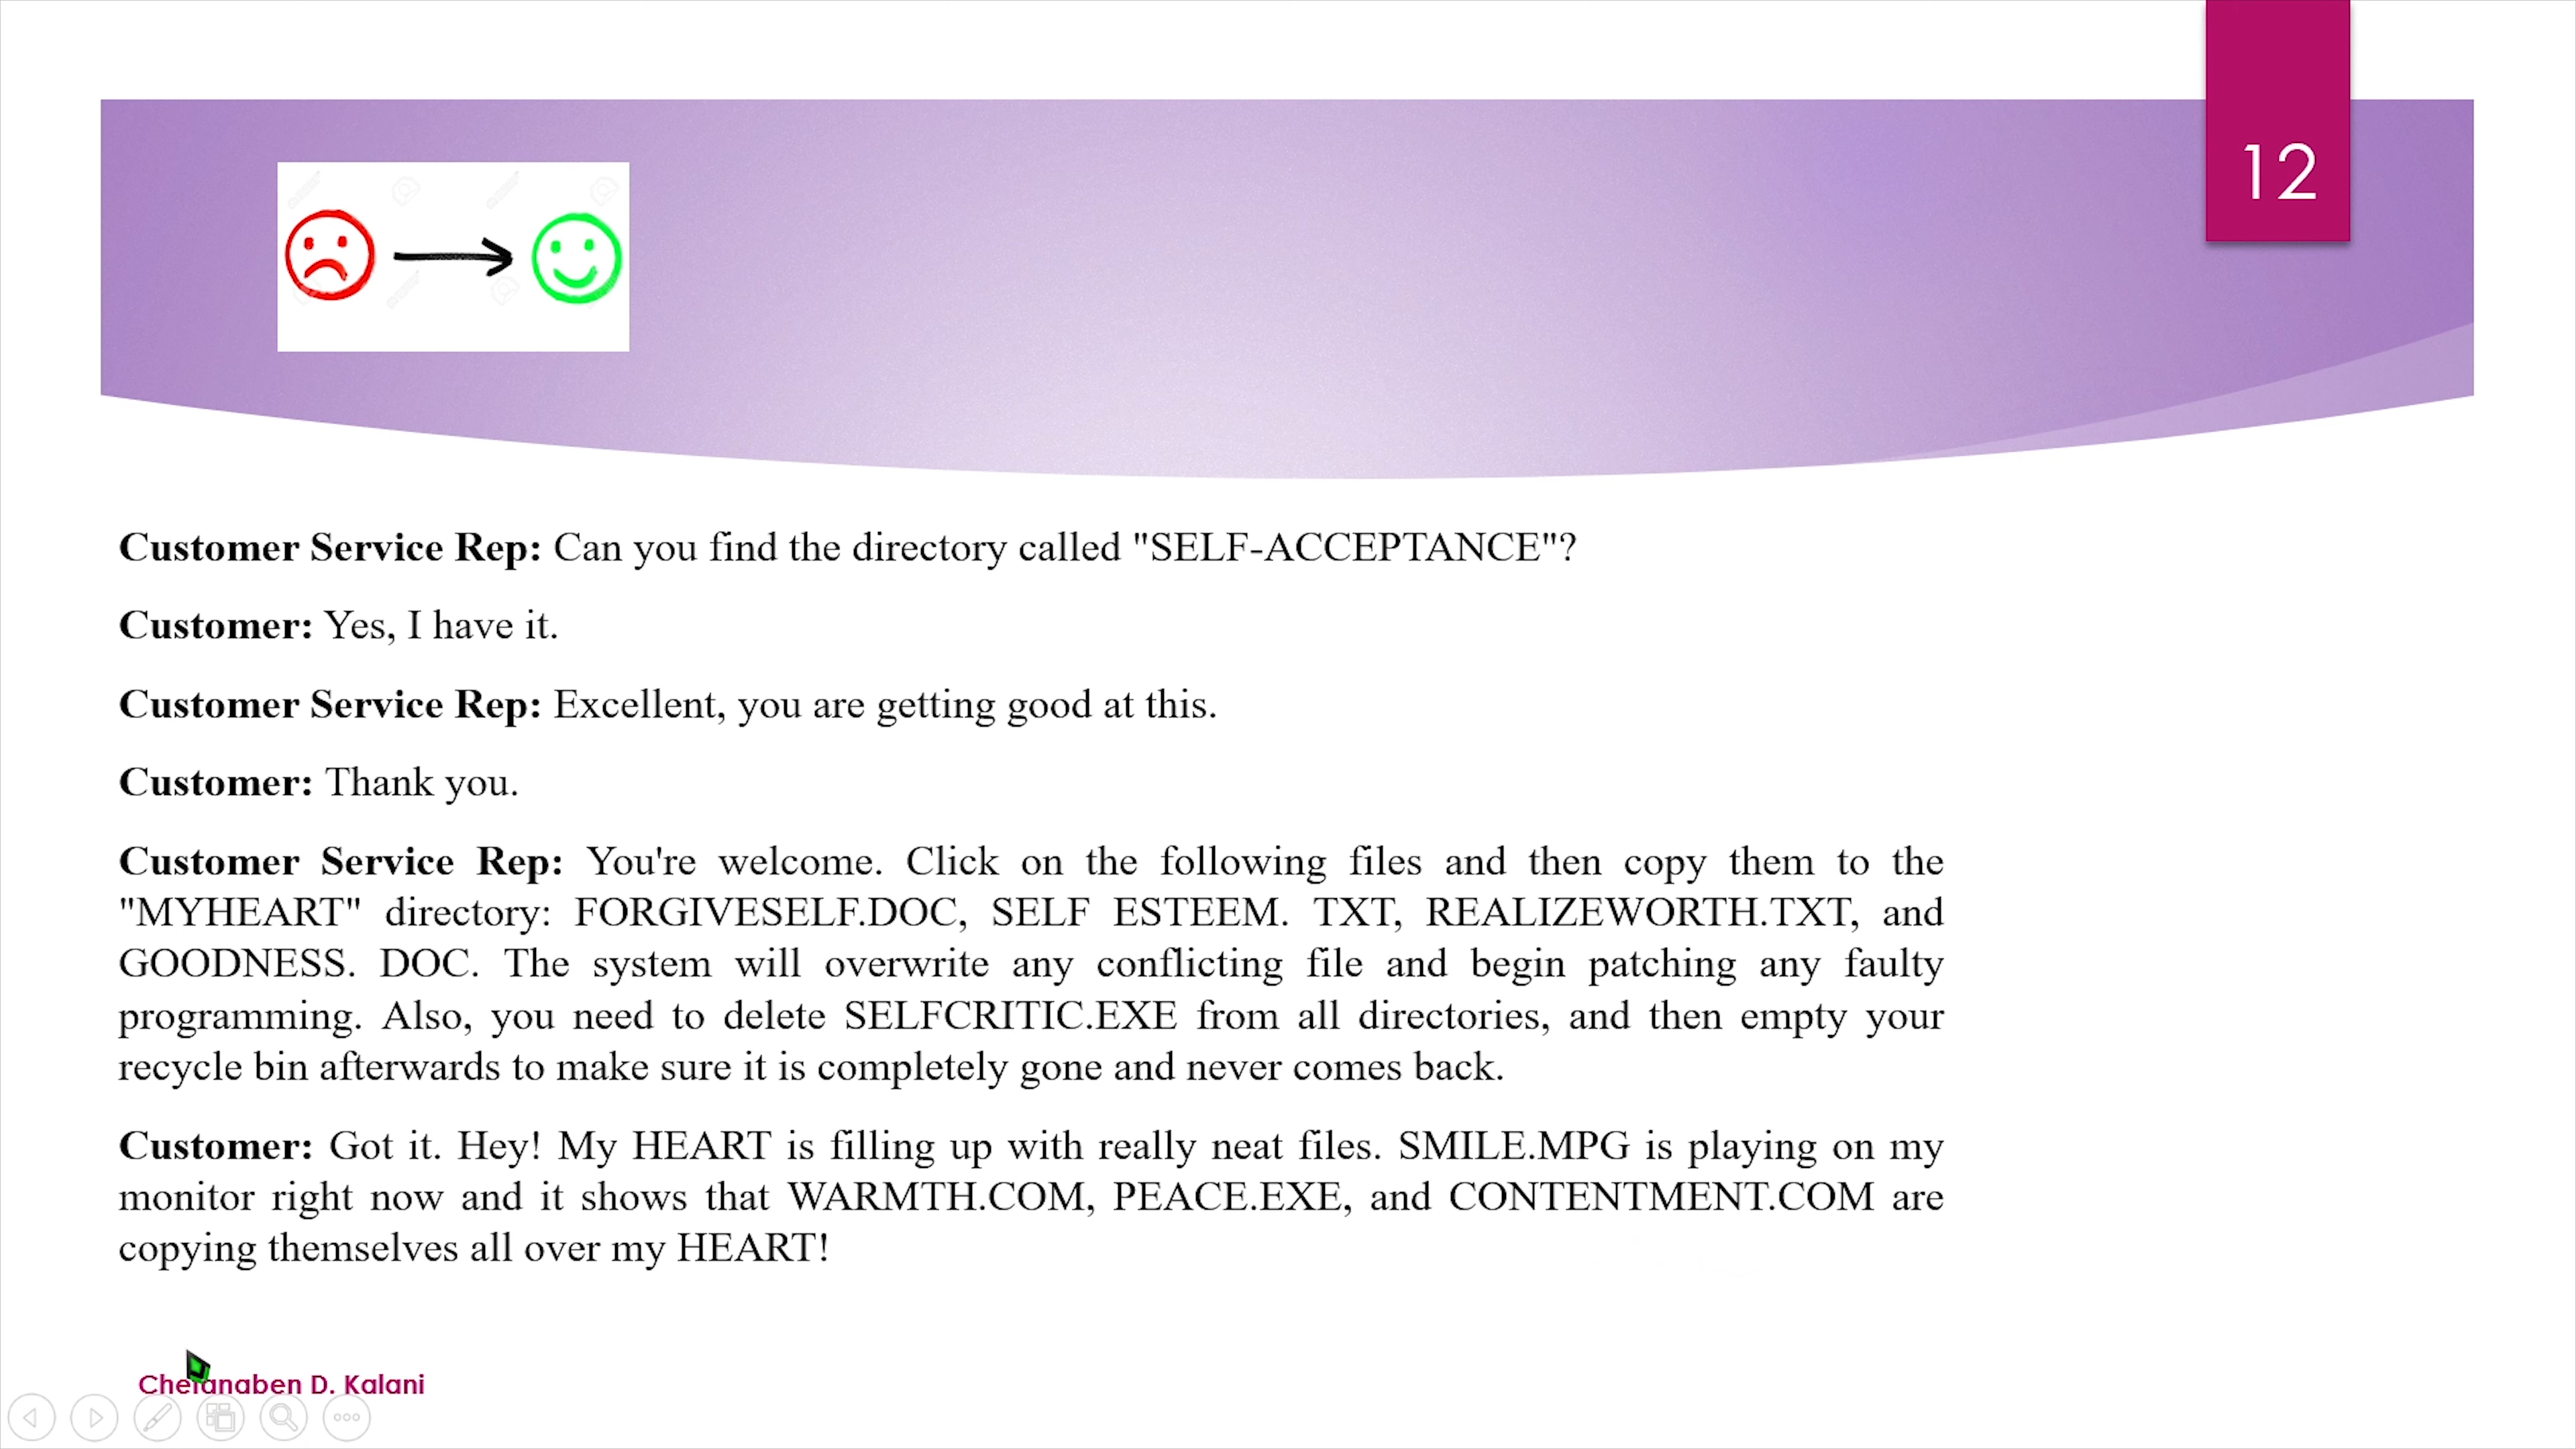 12
Customer Service Rep: Can you find the directory called "SELF-ACCEPTANCE"?
Customer: Yes, I have it.
Customer Service Rep: Excellent, you are getting good at this.
Customer: Thank you.
Customer Service Rep: You're welcome. Click on the following files and then copy them to the
"MYHEART" directory: FORGIVESELF.DOC, SELF ESTEEM. TXT, REALIZEWORTH.TXT, and
GOODNESS. DOC. The system will overwrite any conflicting file and begin patching any faulty
programming. Also, you need to delete SELFCRITIC.EXE from all directories, and then empty your
recycle bin afterwards to make sure it is completely gone and never comes back.
Customer: Got it. Hey! My HEART is filling up with really neat files. SMILE.MPG is playing on my
monitor right now and it shows that WARMTH.COM, PEACE.EXE, and CONTENTMENT.COM are
copying themselves all over my HEART!
Chetanaben D. Kalani